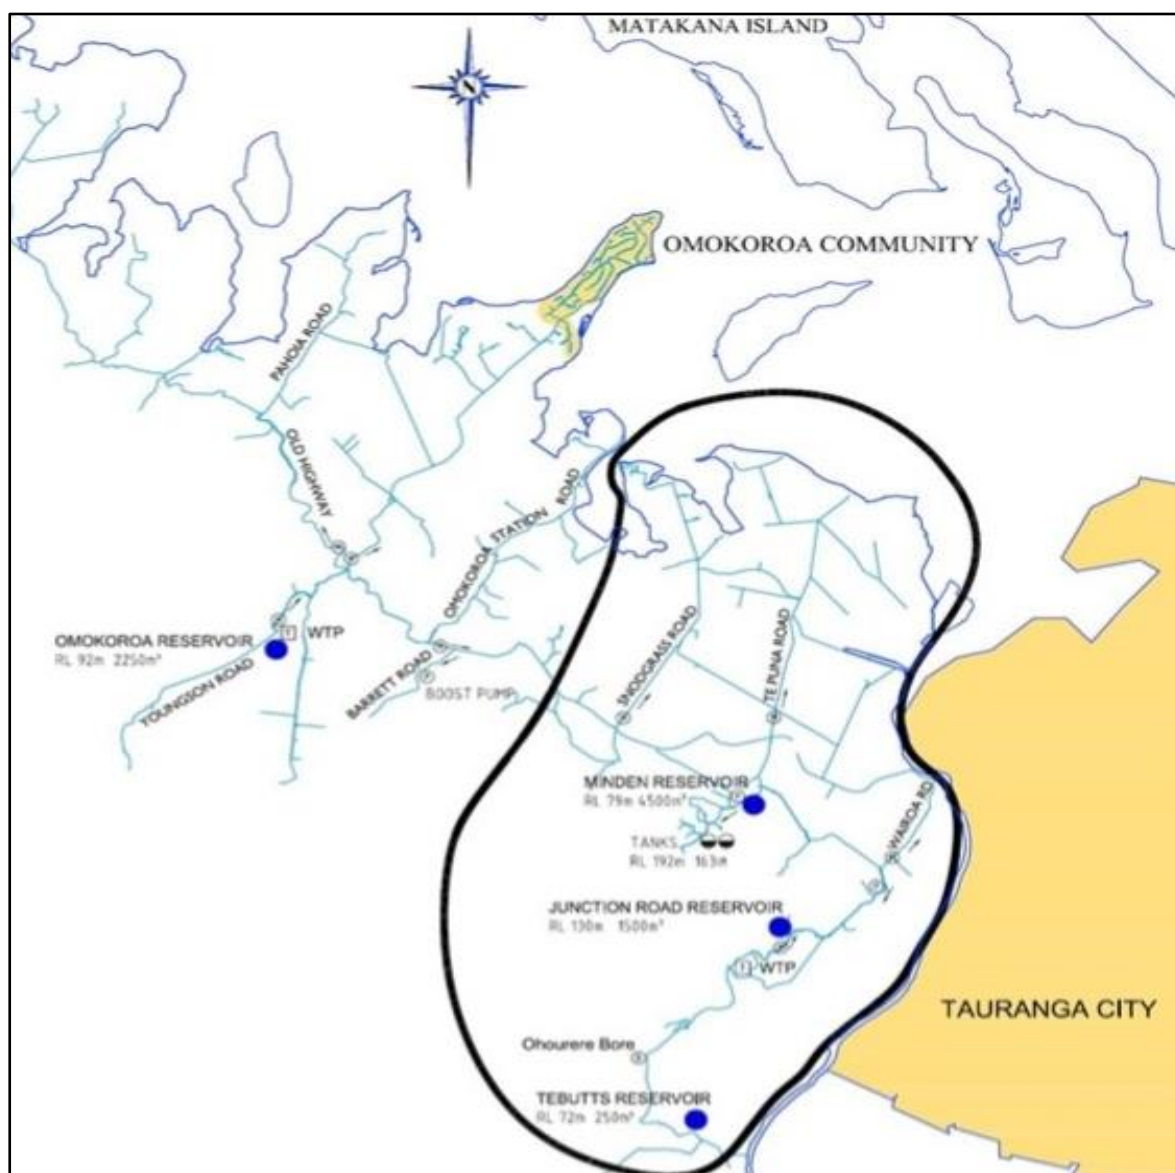 MATAKANA ISLAND
N
OMOKOROA COMMUNITY
PAHOIA ROAD
OLD HIGHWAY
OMOKOROA STATION ROAD
OMOKOROA RESERVOIR
RL 92m 2250m³
WTP
YOUNGSON ROAD
BARRETT ROAD
BOOST PUMP
SNODGRASS ROAD
TE PUNA ROAD
MINDEN RESERVOIR
RL 79m 4500m³
TANKS
RL 192m
WAIROA RD
JUNCTION ROAD RESERVOIR
RL 130m 1500m³
WTP
TAURANGA CITY
Ohourere Bore
TEBUTTS RESERVOIR
RL 72m 250m³